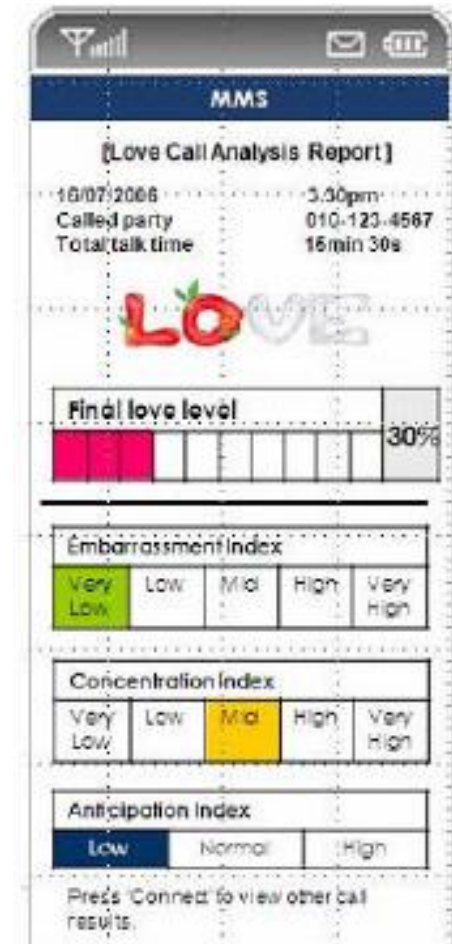 MMS
[Love Call Analysis Report]
16/07/2006 3.30pm
Called party 010-123-4567
Total talk time 15min 30s
LOVE
Final love level
30%
Embarrassment Index
Very Low Low Mid High Very High
Concentration Index
Very Low Low Mid High Very High
Anticipation Index
Low Normal High
Press 'Connect' to view other call
results.